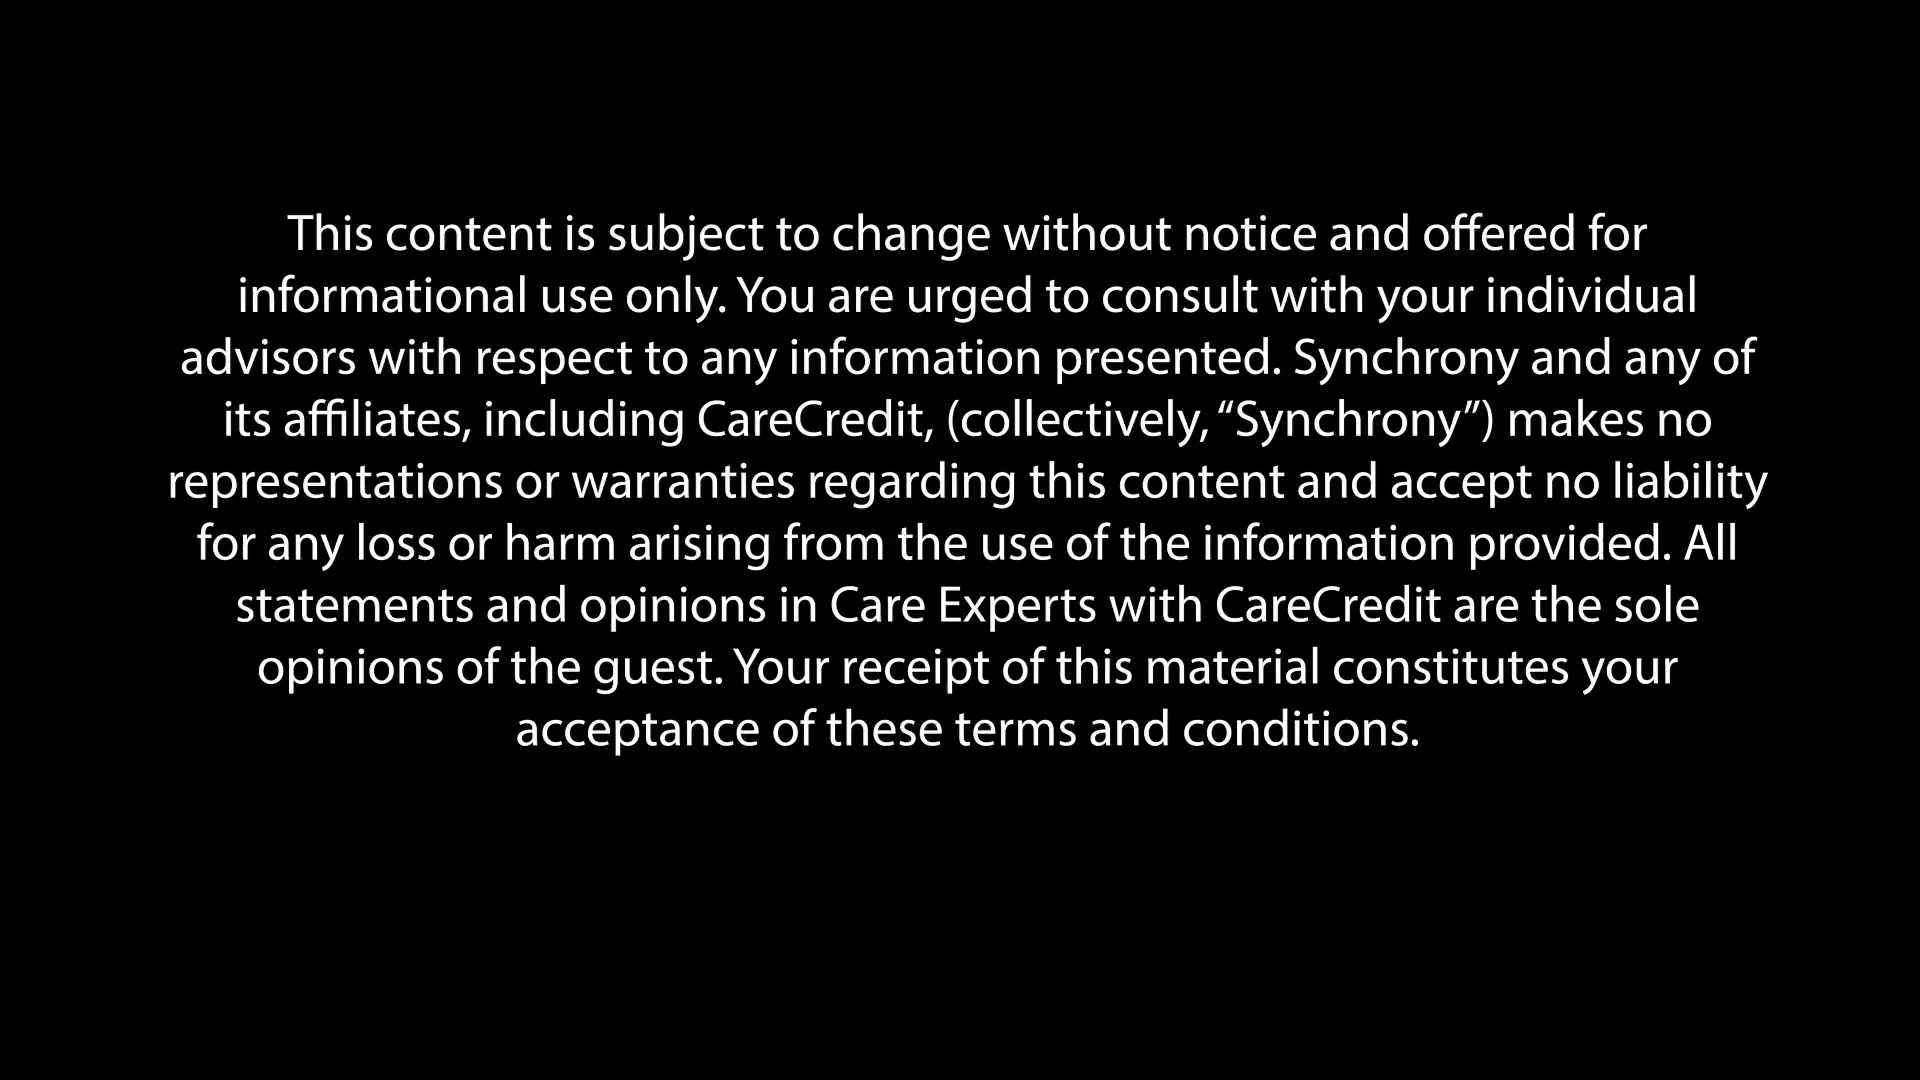 This content is subject to change without notice and offered for
informational use only. You are urged to consult with your individual
advisors with respect to any information presented. Synchrony and any of
its affiliates, including CareCredit, (collectively, “Synchrony”) makes no
representations or warranties regarding this content and accept no liability
for any loss or harm arising from the use of the information provided. All
statements and opinions in Care Experts with CareCredit are the sole
opinions of the guest. Your receipt of this material constitutes your
acceptance of these terms and conditions.